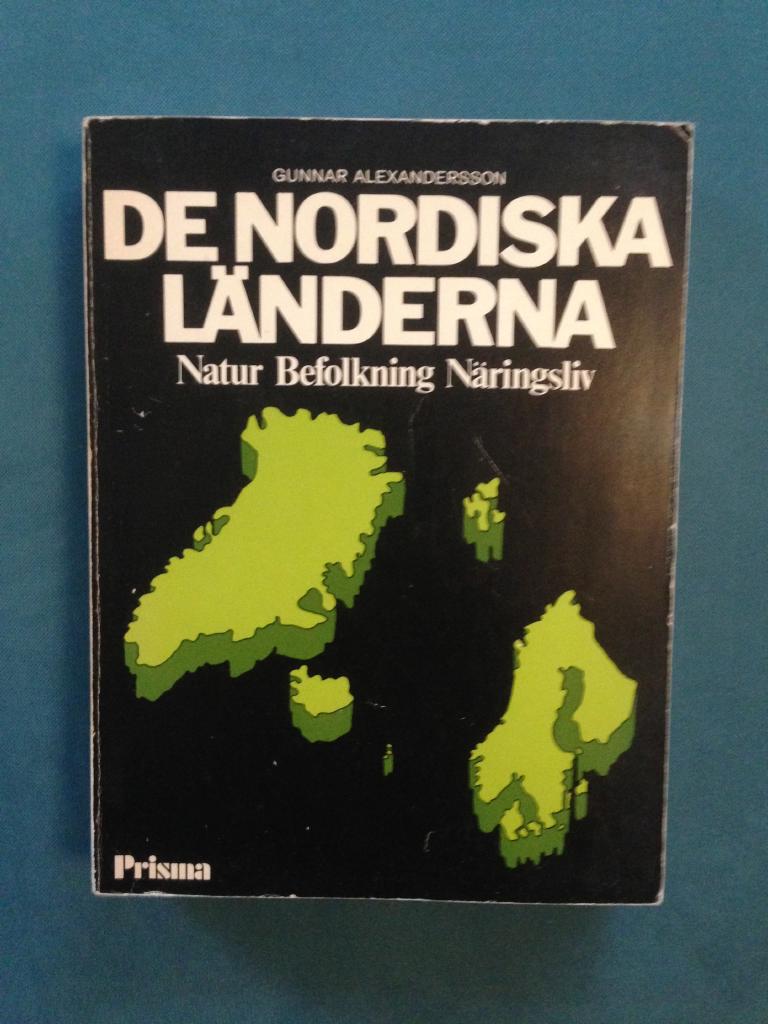 GUNNAR ALEXANDERSSON
DE NORDISKA
LÄNDERNA
Natur Befolkning Näringsliv
Prisma